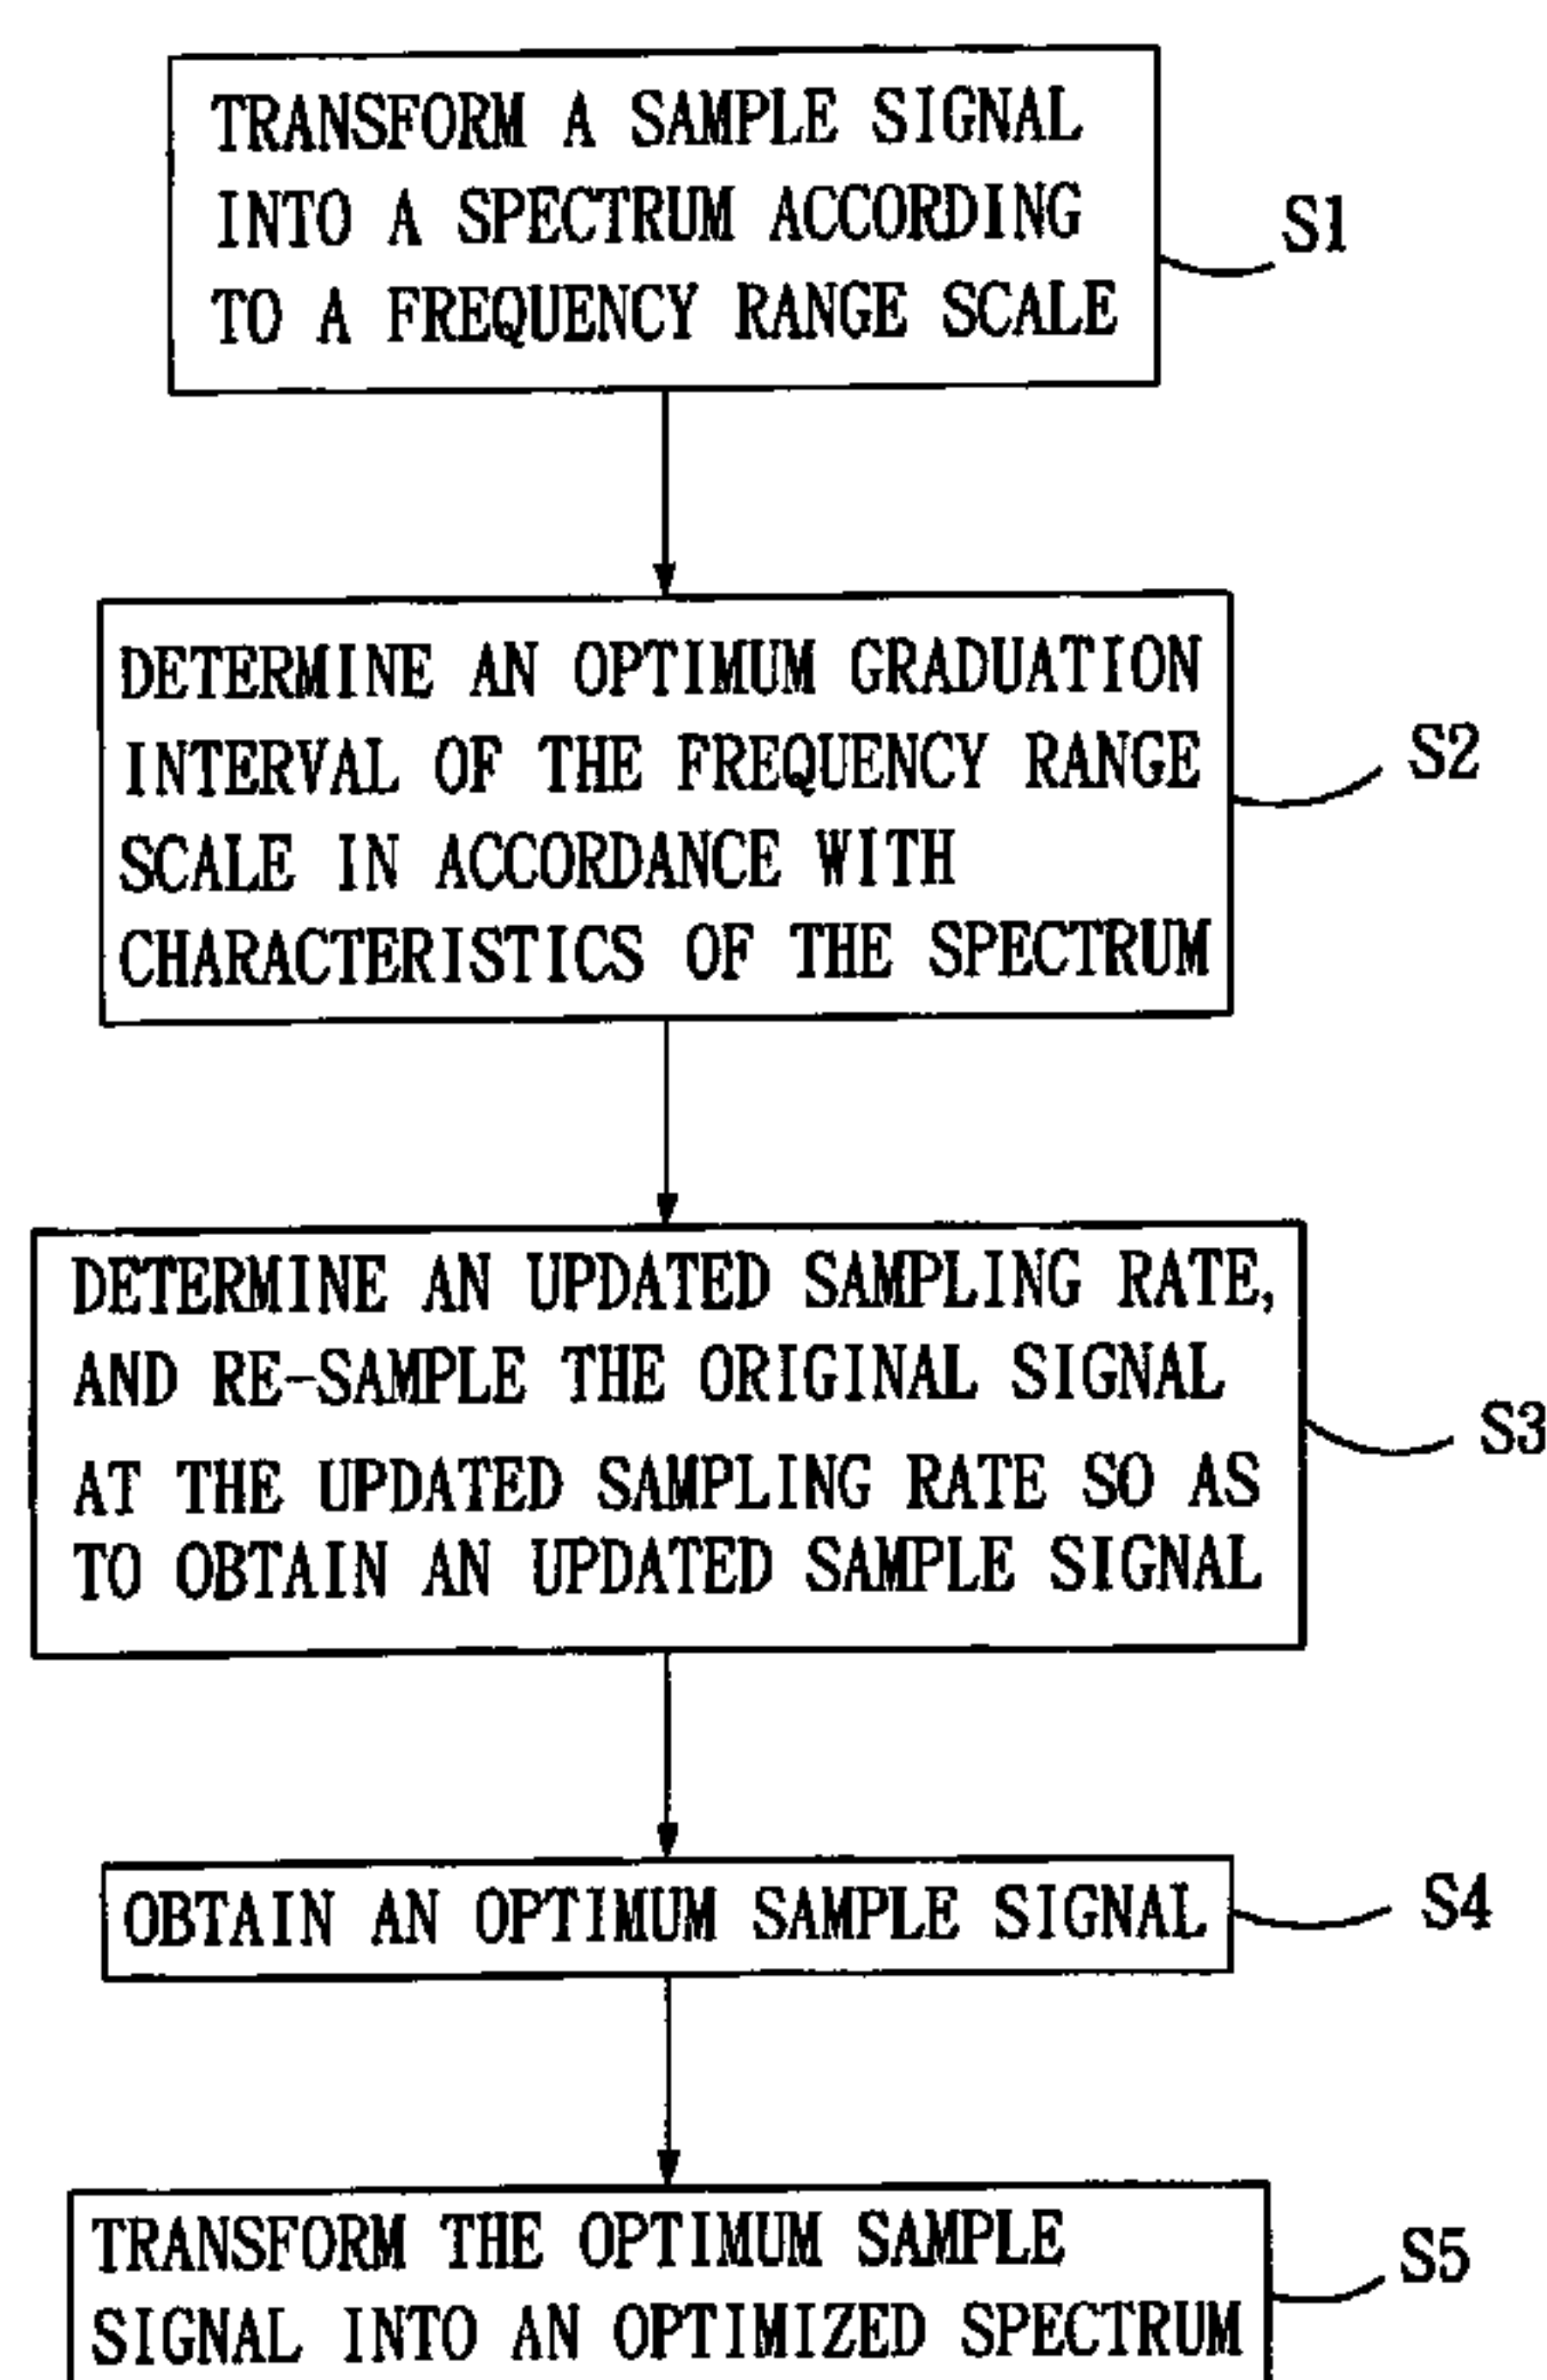 TRANSFORM A SAMPLE SIGNAL
INTO A SPECTRUM ACCORDING
TO A FREQUENCY RANGE SCALE
S1
DETERMINE AN OPTIMUM GRADUATION
INTERVAL OF THE FREQUENCY RANGE
SCALE IN ACCORDANCE WITH
CHARACTERISTICS OF THE SPECTRUM
S2
DETERMINE AN UPDATED SAMPLING RATE,
AND RE-SAMPLE THE ORIGINAL SIGNAL
AT THE UPDATED SAMPLING RATE SO AS
TO OBTAIN AN UPDATED SAMPLE SIGNAL
S3
OBTAIN AN OPTIMUM SAMPLE SIGNAL
S4
TRANSFORM THE OPTIMUM SAMPLE
SIGNAL INTO AN OPTIMIZED SPECTRUM
S5